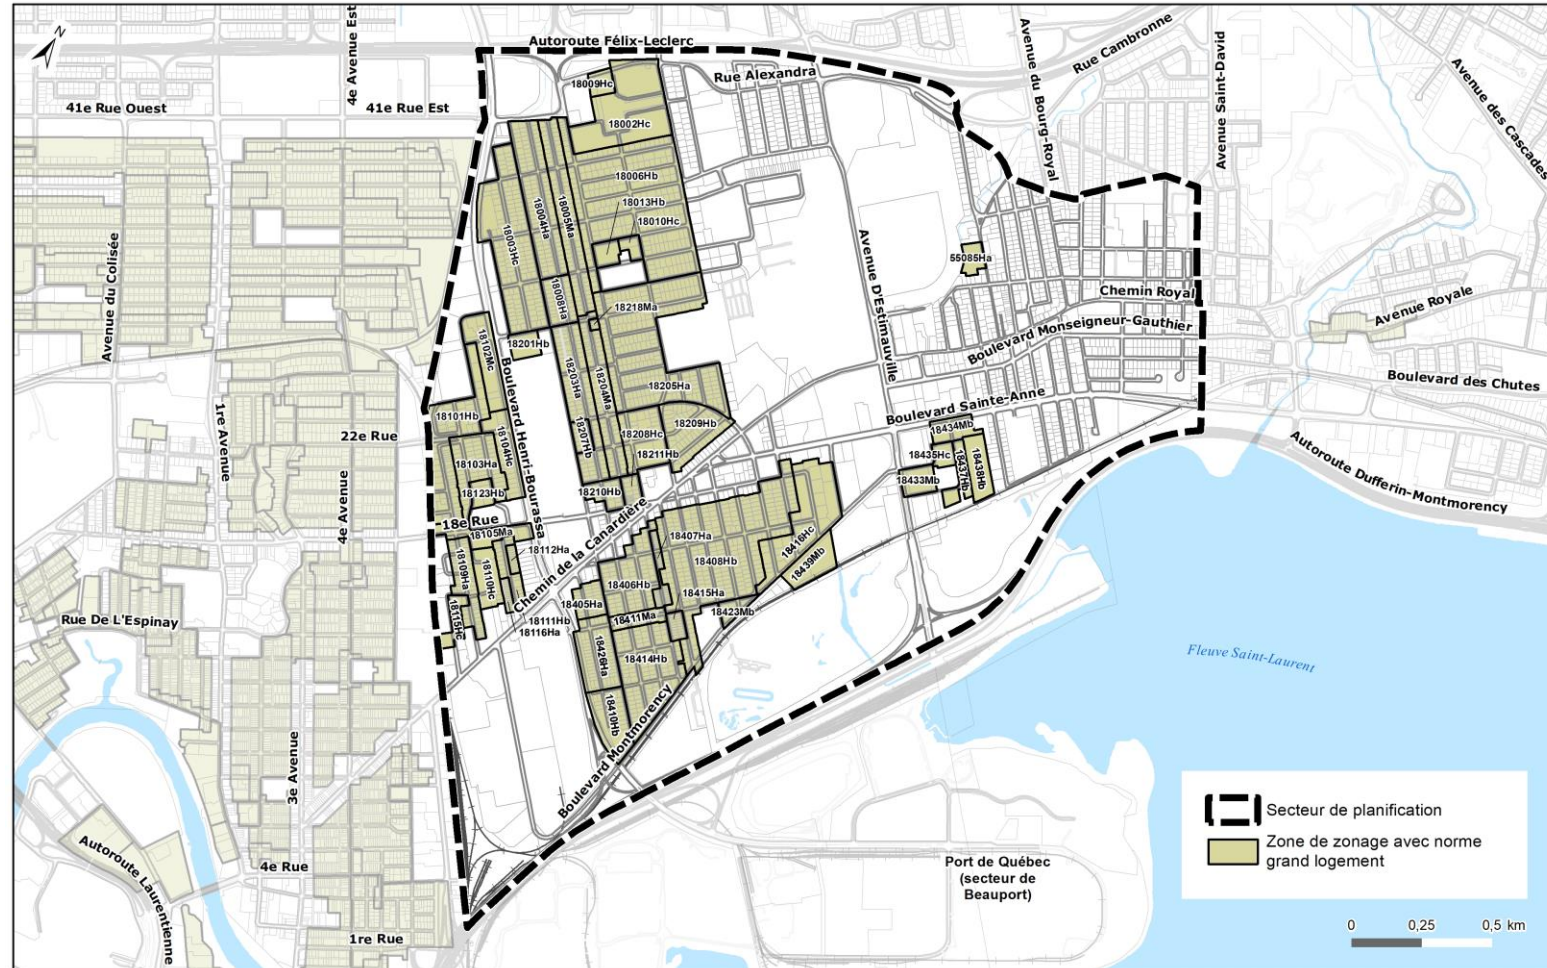 N
Autoroute Félix-Leclerc
4e Avenue Est
Rue Cambronne
Avenue du Bourg-Royal
Avenue Saint-David
Avenue des Cascades
Rue Alexandra
18009Hc
41e Rue Ouest
41e Rue Est
18002Hc
18006Hb
18004Ha
18005Ma
18013Hb
18010Hc
18003Hc
Avenue D'Estimauville
55085Ha
18008Ha
Chemin Royal
Avenue du Colisée
Avenue Royale
18218Ma
Boulevard Monseigneur-Gauthier
18102Mc
18201Hb
Boulevard Henri-Bourassa
18203Ha
18204Ma
18205Ha
Boulevard des Chutes
Boulevard Sainte-Anne
18101Hb
1re Avenue
22e Rue
18104Hc
18207Hb
18208Hc
18209Hb
18434Mb
Autoroute Dufferin-Montmorency
18103Ha
18211Hb
18435Hc
18437Hb
18438Hb
18433Mb
18123Hb
18210Hb
4e Avenue
18e Rue
18105Ma
Chemin de la Canardière
18407Ha
18112Ha
18416Hc
18408Hb
18109Ha
18110Hc
18439Mb
18406Hb
18415Ha
18405Ha
18423Mb
18115Hc
18111Hb
18411Ma
Rue De L'Espinay
18116Ha
18426Ha
18414Hb
Fleuve Saint-Laurent
18410Hb
Boulevard Montmorency
3e Avenue
Secteur de planification
Zone de zonage avec norme
grand logement
Autoroute Laurentienne
4e Rue
Port de Québec
(secteur de
Beauport)
1re Rue
0 0,25 0,5 km